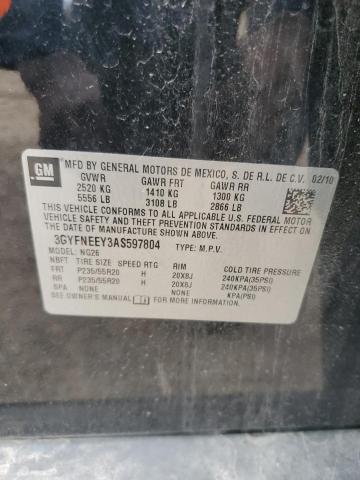 GM
MFD BY GENERAL MOTORS DE MEXICO, S. DE R.L. DE C.V. 02/10
GVWR GAWR FRT GAWR RR
2520 KG 1410 KG 1300 KG
5556 LB 3108 LB 2866 LB
THIS VEHICLE CONFORMS TO ALL APPLICABLE U.S. FEDERAL MOTOR
VEHICLE SAFETY, AND THEFT PREVENTION STANDARDS IN EFFECT
ON THE DATE OF MANUFACTURE SHOWN ABOVE.
3GYFNEEY3AS597804 TYPE: M.P.V.
MODEL: NG26
NBFT TIRE SIZE SPEED RTG RIM COLD TIRE PRESSURE
FRT P235/55R20 H 20X8J 240KPA(35PSI)
RR P235/55R20 H 20X8J 240KPA(35PSI)
SPA NONE NONE KPA(PSI)
SEE OWNER'S MANUAL FOR ADDITIONAL INFORMATION